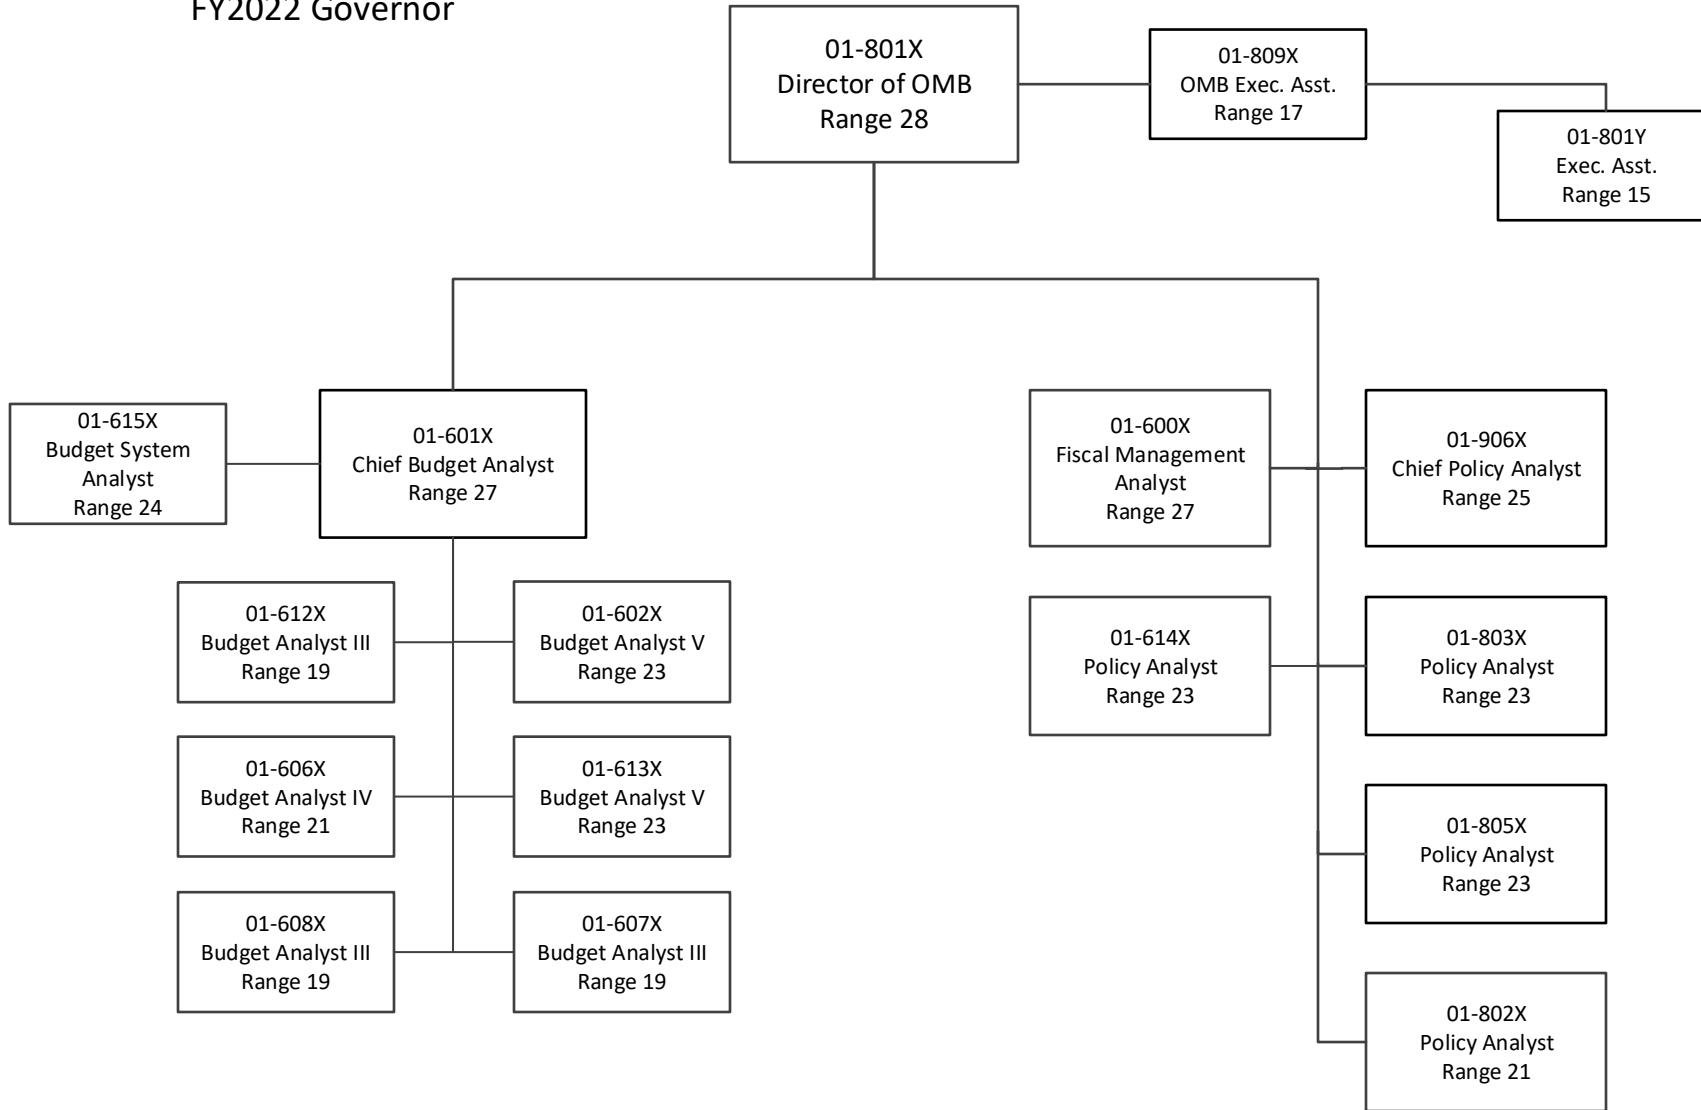 FY2022 Governor
01-801X
Director of OMB
Range 28
01-809X
OMB Exec. Asst.
Range 17
01-801Y
Exec. Asst.
Range 15
01-615X
Budget System
Analyst
Range 24
01-601X
Chief Budget Analyst
Range 27
01-600X
Fiscal Management
Analyst
Range 27
01-906X
Chief Policy Analyst
Range 25
01-612X
Budget Analyst III
Range 19
01-602X
Budget Analyst V
Range 23
01-614X
Policy Analyst
Range 23
01-803X
Policy Analyst
Range 23
01-606X
Budget Analyst IV
Range 21
01-613X
Budget Analyst V
Range 23
01-805X
Policy Analyst
Range 23
01-608X
Budget Analyst III
Range 19
01-607X
Budget Analyst III
Range 19
01-802X
Policy Analyst
Range 21